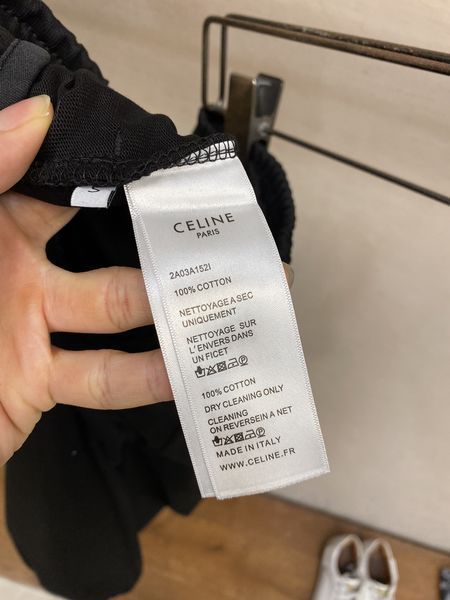 CELINE
PARIS
2A03A152I
100% COTTON
NETTOYAGE A SEC
UNIQUEMENT
NETTOYAGE SUR
L'ENVERS DANS
UN FICET
100% COTTON
DRY CLEANING ONLY
CLEANING
ON REVERSEIN A NET
MADE IN ITALY
WWW.CELINE.FR